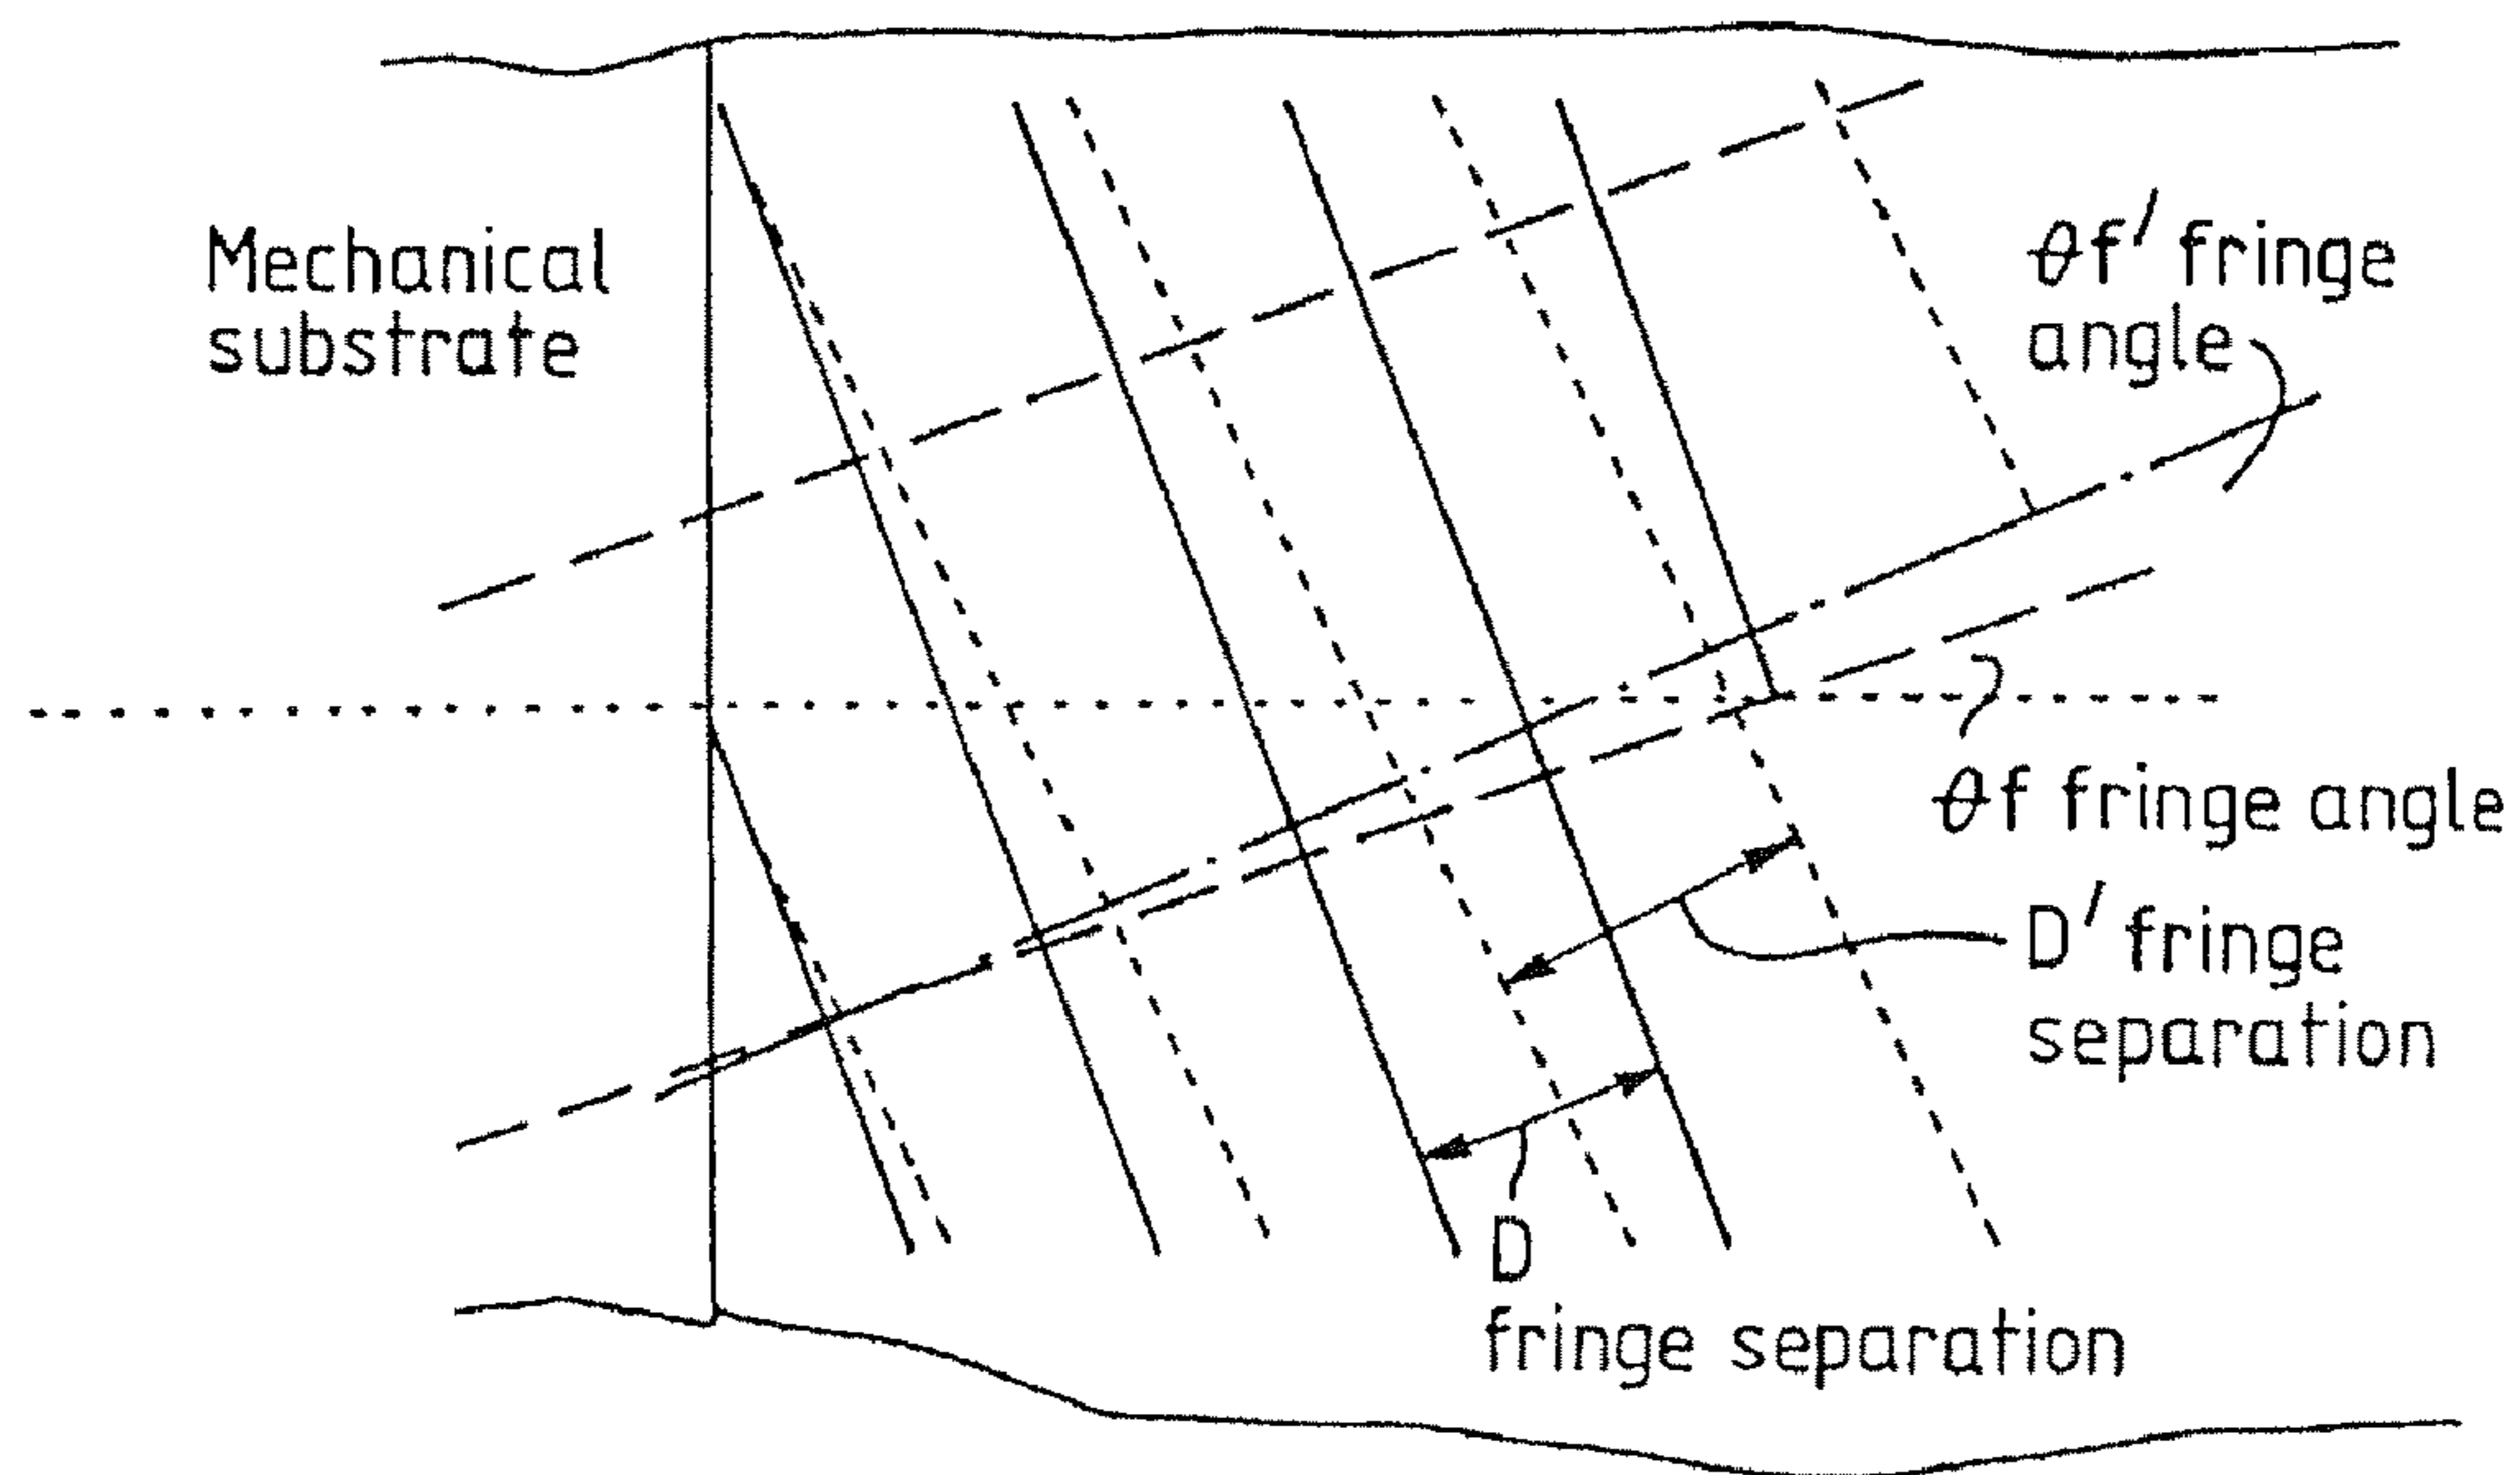 Mechanical
substrate
θf' fringe
angle
θf fringe angle
D' fringe
separation
D
fringe separation